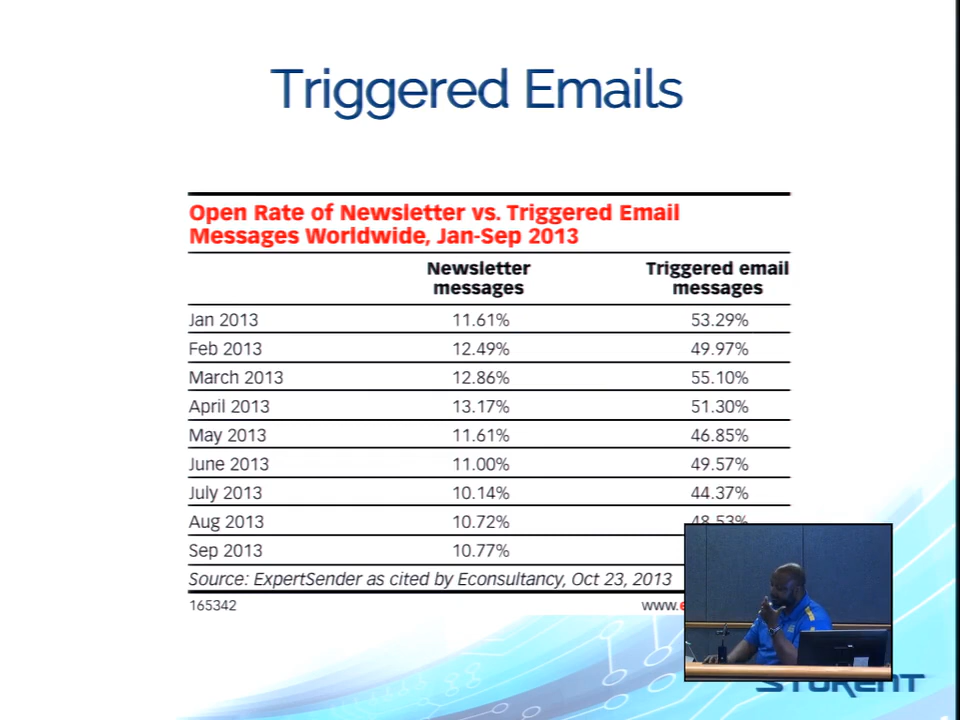 Triggered Emails
Open Rate of Newsletter vs. Triggered Email
Messages Worldwide, Jan-Sep 2013
Newsletter messages Triggered email messages
Jan 2013 11.61% 53.29%
Feb 2013 12.49% 49.97%
March 2013 12.86% 55.10%
April 2013 13.17% 51.30%
May 2013 11.61% 46.85%
June 2013 11.00% 49.57%
July 2013 10.14% 44.37%
Aug 2013 10.72% 48.53%
Sep 2013 10.77%
Source: ExpertSender as cited by Econsultancy, Oct 23, 2013
165342 www.
STUKENT